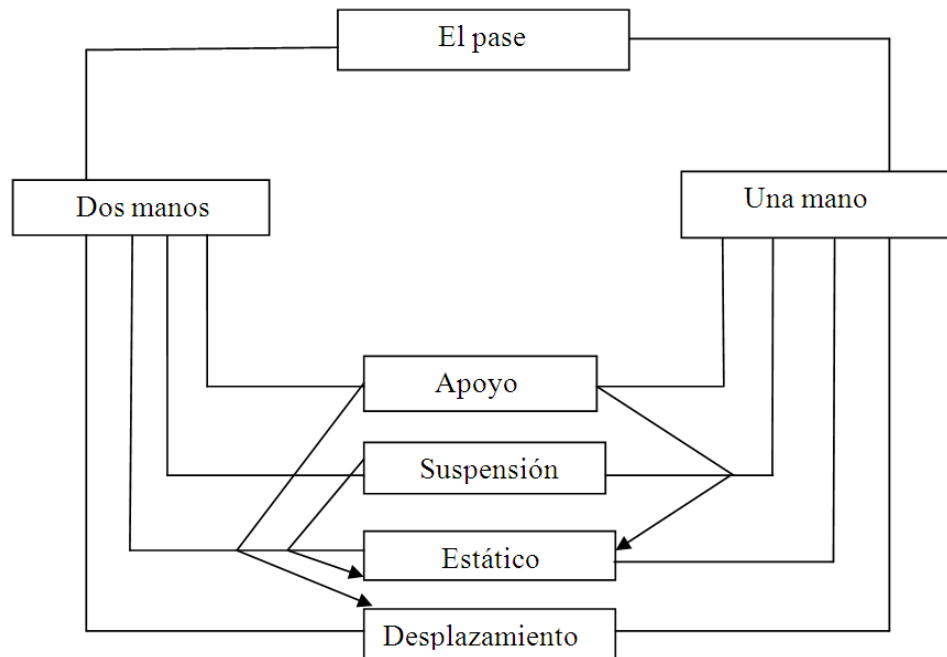 El pase
Dos manos
Una mano
Apoyo
Suspensión
Estático
Desplazamiento